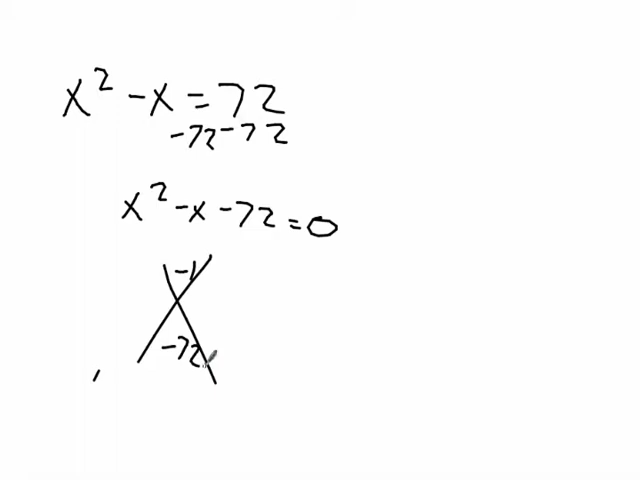 x² - x = 72
-72 -72
x² - x - 72 = 0
-1
-72